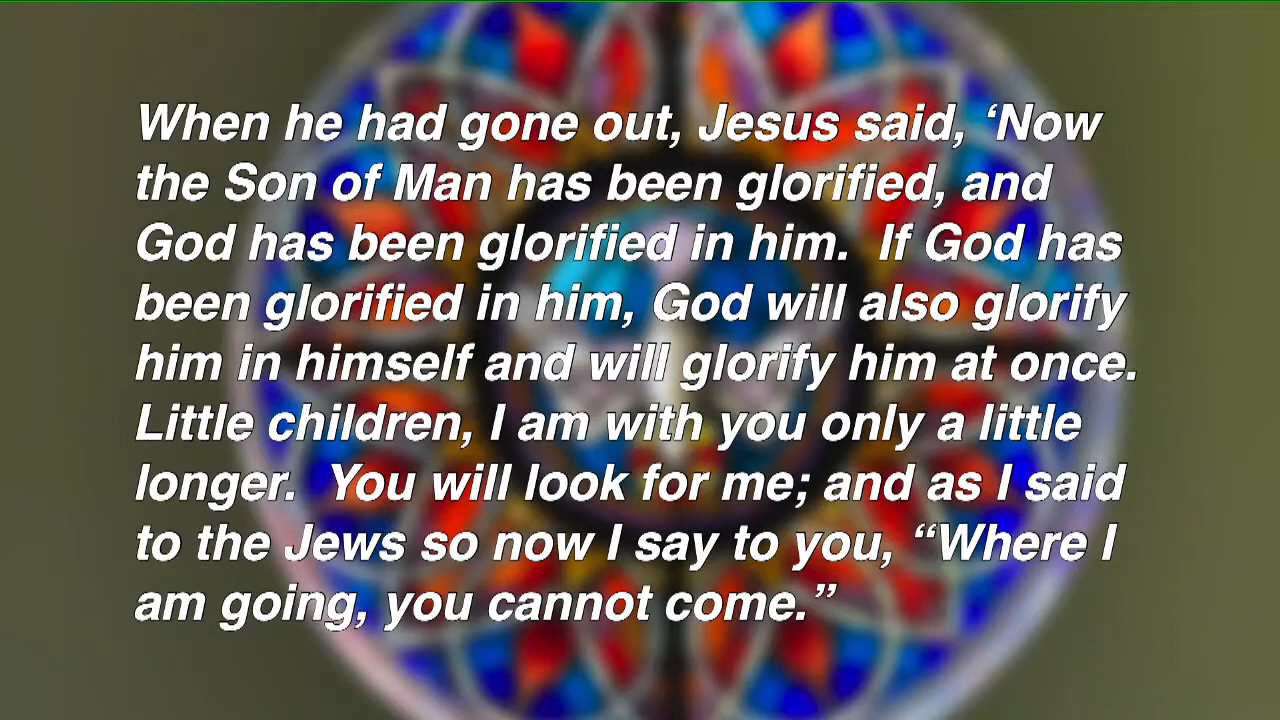 When he had gone out, Jesus said, ‘Now
the Son of Man has been glorified, and
God has been glorified in him.  If God has
been glorified in him, God will also glorify
him in himself and will glorify him at once.
Little children, I am with you only a little
longer.  You will look for me; and as I said
to the Jews so now I say to you, “Where I
am going, you cannot come.”